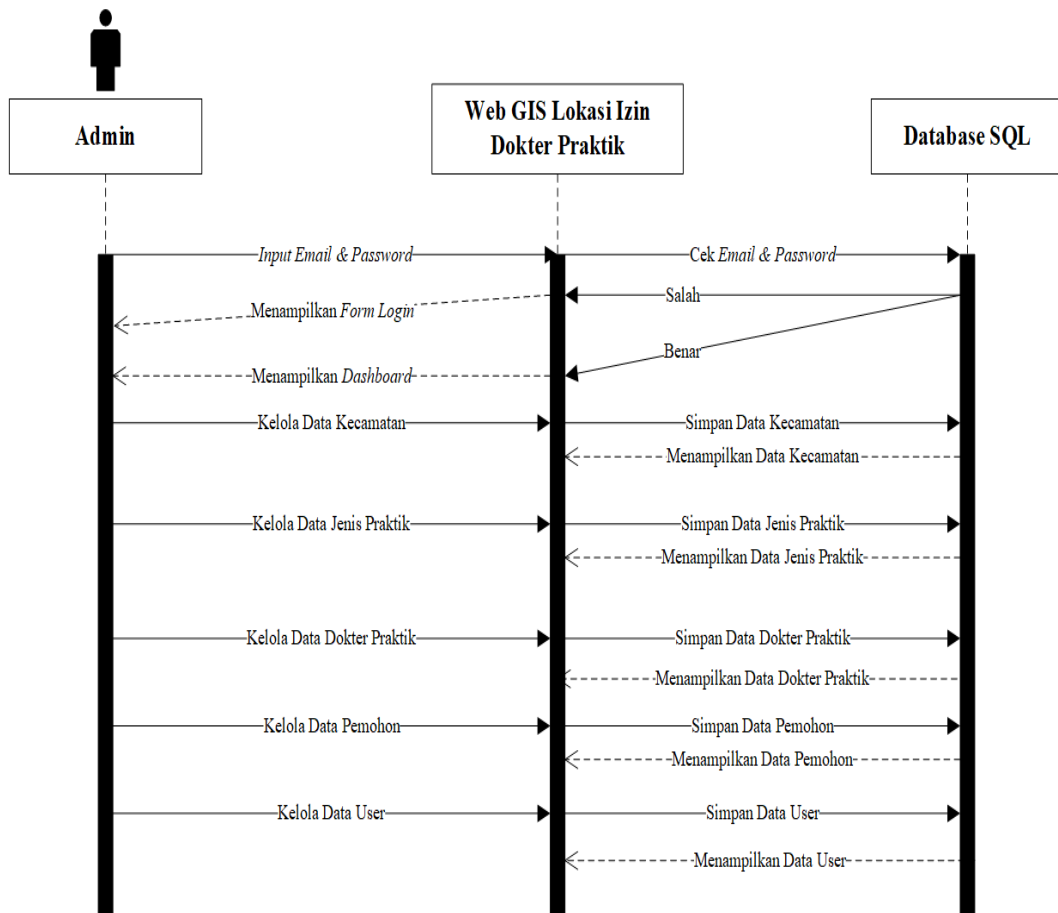 Admin
Web GIS Lokasi Izin
Dokter Praktik
Database SQL
Input Email & Password
Cek Email & Password
Salah
Menampilkan Form Login
Benar
Menampilkan Dashboard
Kelola Data Kecamatan
Simpan Data Kecamatan
Menampilkan Data Kecamatan
Kelola Data Jenis Praktik
Simpan Data Jenis Praktik
Menampilkan Data Jenis Praktik
Kelola Data Dokter Praktik
Simpan Data Dokter Praktik
Menampilkan Data Dokter Praktik
Kelola Data Pemohon
Simpan Data Pemohon
Menampilkan Data Pemohon
Kelola Data User
Simpan Data User
Menampilkan Data User